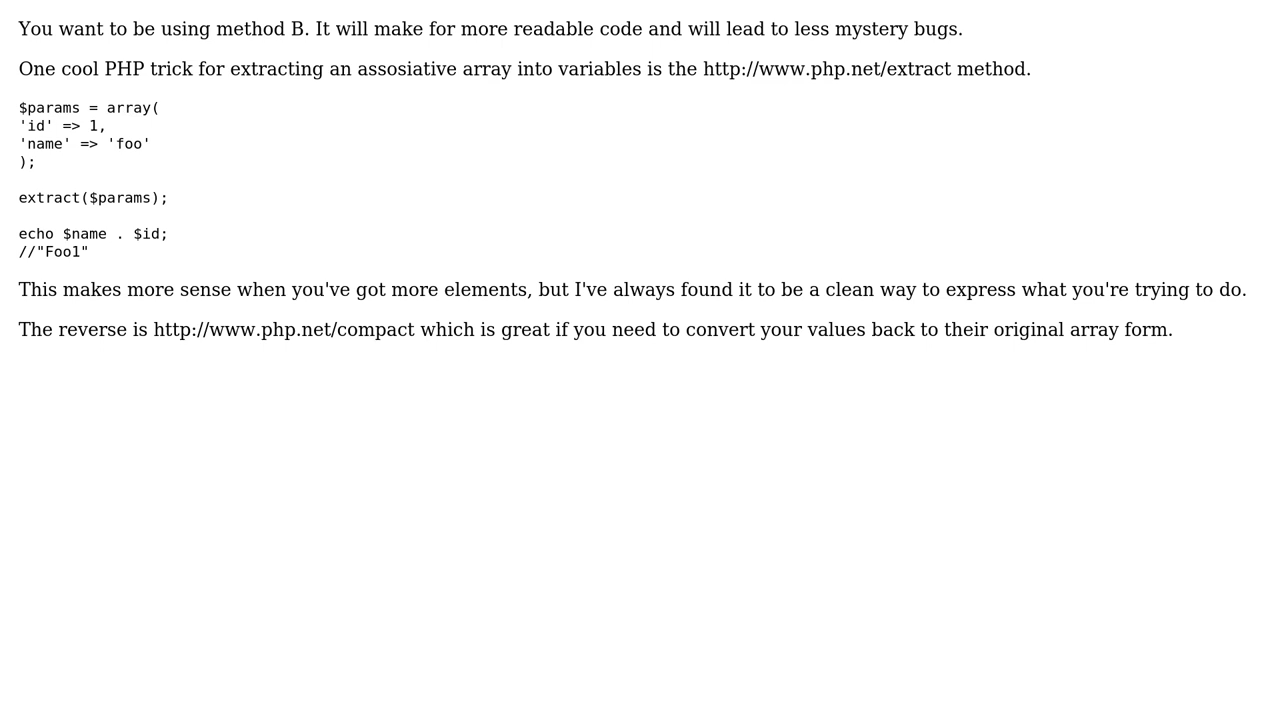 You want to be using method B. It will make for more readable code and will lead to less mystery bugs.
One cool PHP trick for extracting an assosiative array into variables is the http://www.php.net/extract method.
$params = array(
'id' => 1,
'name' => 'foo'
);
extract($params);
echo $name . $id;
//"Foo1"
This makes more sense when you've got more elements, but I've always found it to be a clean way to express what you're trying to do.
The reverse is http://www.php.net/compact which is great if you need to convert your values back to their original array form.